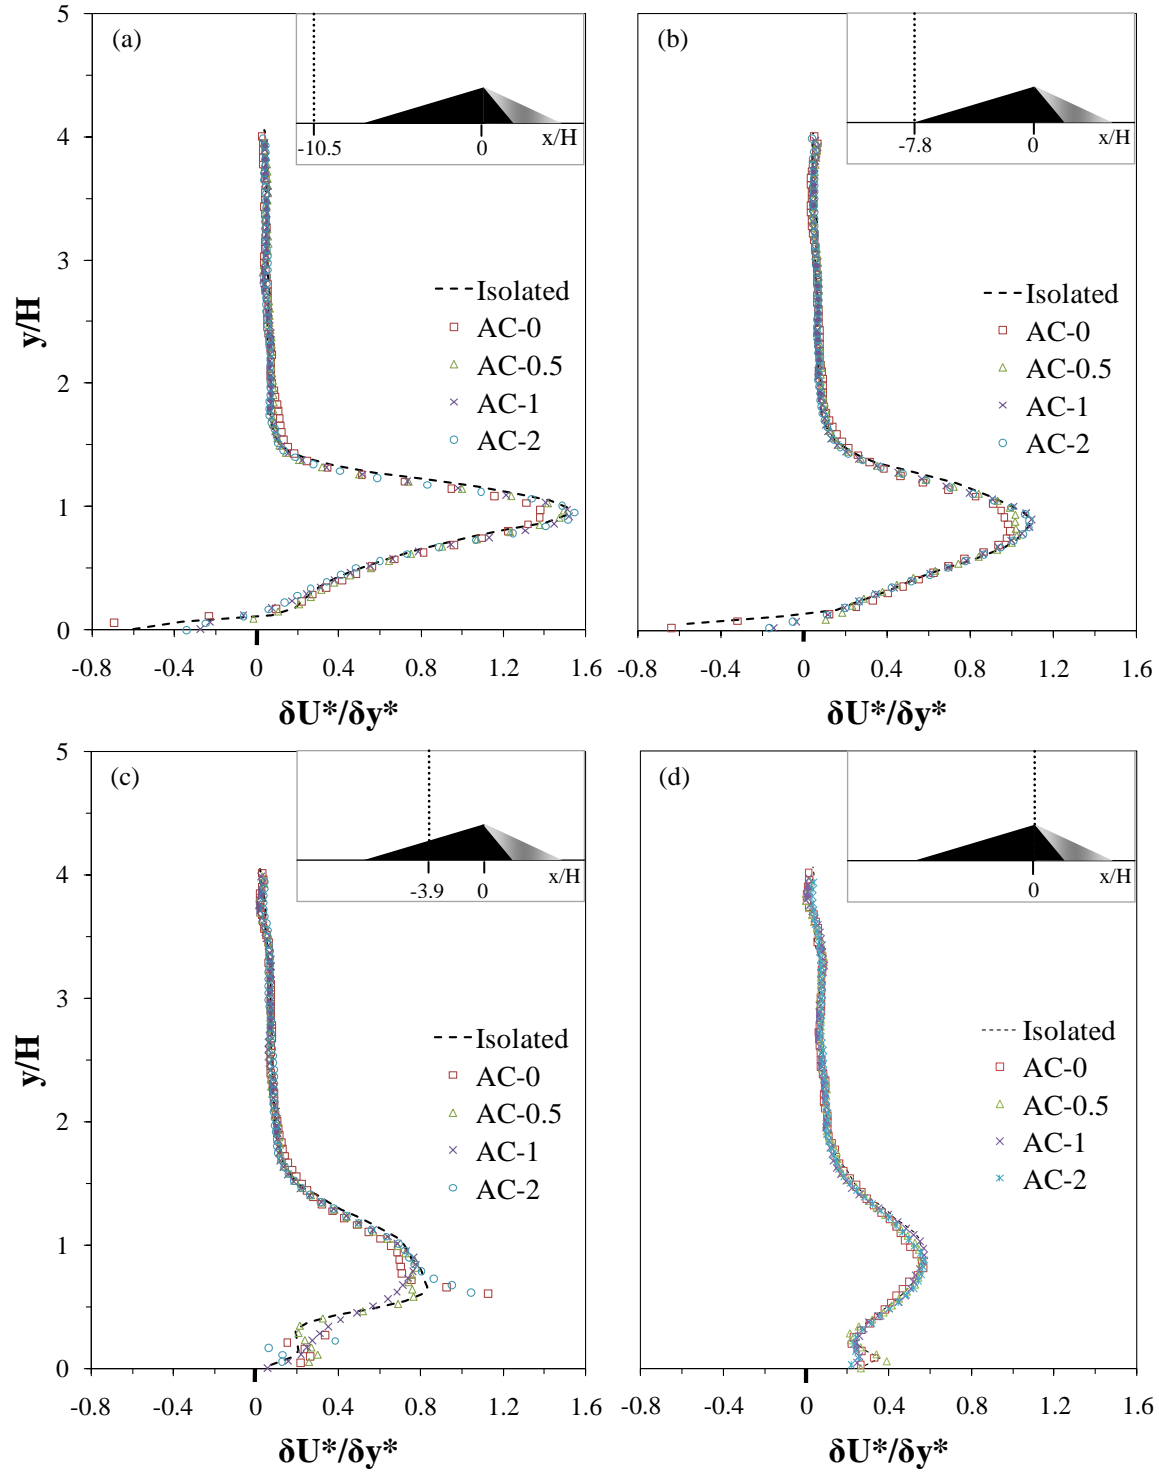 (a)
-10.5 0 x/H
5
4
3
2
1
0
y/H
Isolated
AC-0
AC-0.5
AC-1
AC-2
-0.8 -0.4 0 0.4 0.8 1.2 1.6
δU*/δy*
(b)
-7.8 0 x/H
Isolated
AC-0
AC-0.5
AC-1
AC-2
-0.8 -0.4 0 0.4 0.8 1.2 1.6
δU*/δy*
(c)
-3.9 0 x/H
5
4
3
2
1
0
y/H
Isolated
AC-0
AC-0.5
AC-1
AC-2
-0.8 -0.4 0 0.4 0.8 1.2 1.6
δU*/δy*
(d)
0 x/H
Isolated
AC-0
AC-0.5
AC-1
AC-2
-0.8 -0.4 0 0.4 0.8 1.2 1.6
δU*/δy*